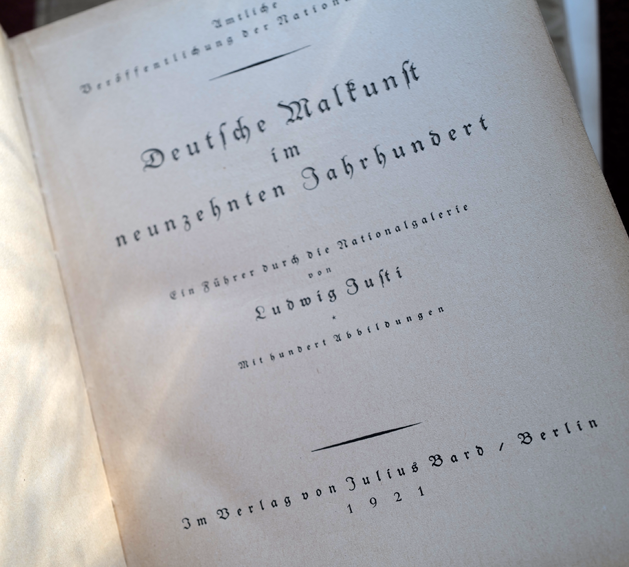 Amtliche
Veröffentlichung der Nation
Deutsche Malkunst
im
neunzehnten Jahrhundert
Ein Führer durch die Nationalgalerie
von
Ludwig Justi
Mit hundert Abbildungen
Im Verlag von Julius Bard / Berlin
1921